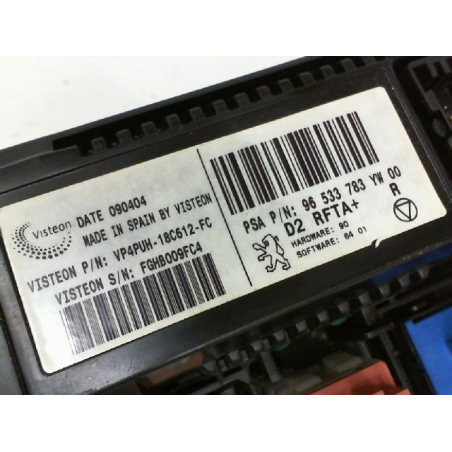 Visteon
DATE 090404
MADE IN SPAIN BY VISTEON
VISTEON P/N: VP4PUH-18C612-FC
VISTEON S/N: FGHB009FC4
PSA P/N: 96 533 783 YW 00
D2 RFTA+
R
HARDWARE: 90
SOFTWARE: 64 01